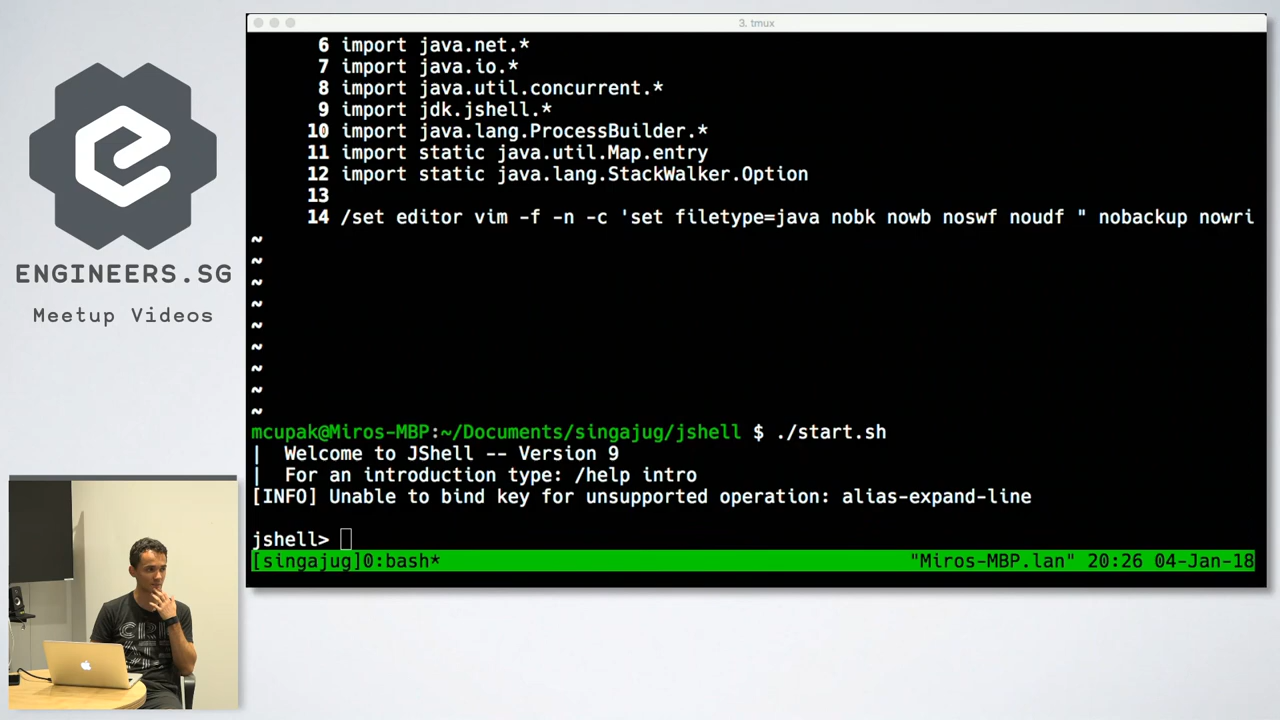 3. tmux
6 import java.net.*
7 import java.io.*
8 import java.util.concurrent.*
9 import jdk.jshell.*
10 import java.lang.ProcessBuilder.*
11 import static java.util.Map.entry
12 import static java.lang.StackWalker.Option
13
14 /set editor vim -f -n -c 'set filetype=java nobk nowb noswf noudf " nobackup nowri
~
~
~
~
~
~
~
~
~
mcupak@Miros-MBP:~/Documents/singajug/jshell $ ./start.sh
| Welcome to JShell -- Version 9
| For an introduction type: /help intro
[INFO] Unable to bind key for unsupported operation: alias-expand-line
jshell>
[singajug]0:bash* "Miros-MBP.lan" 20:26 04-Jan-18
ENGINEERS.SG
Meetup Videos